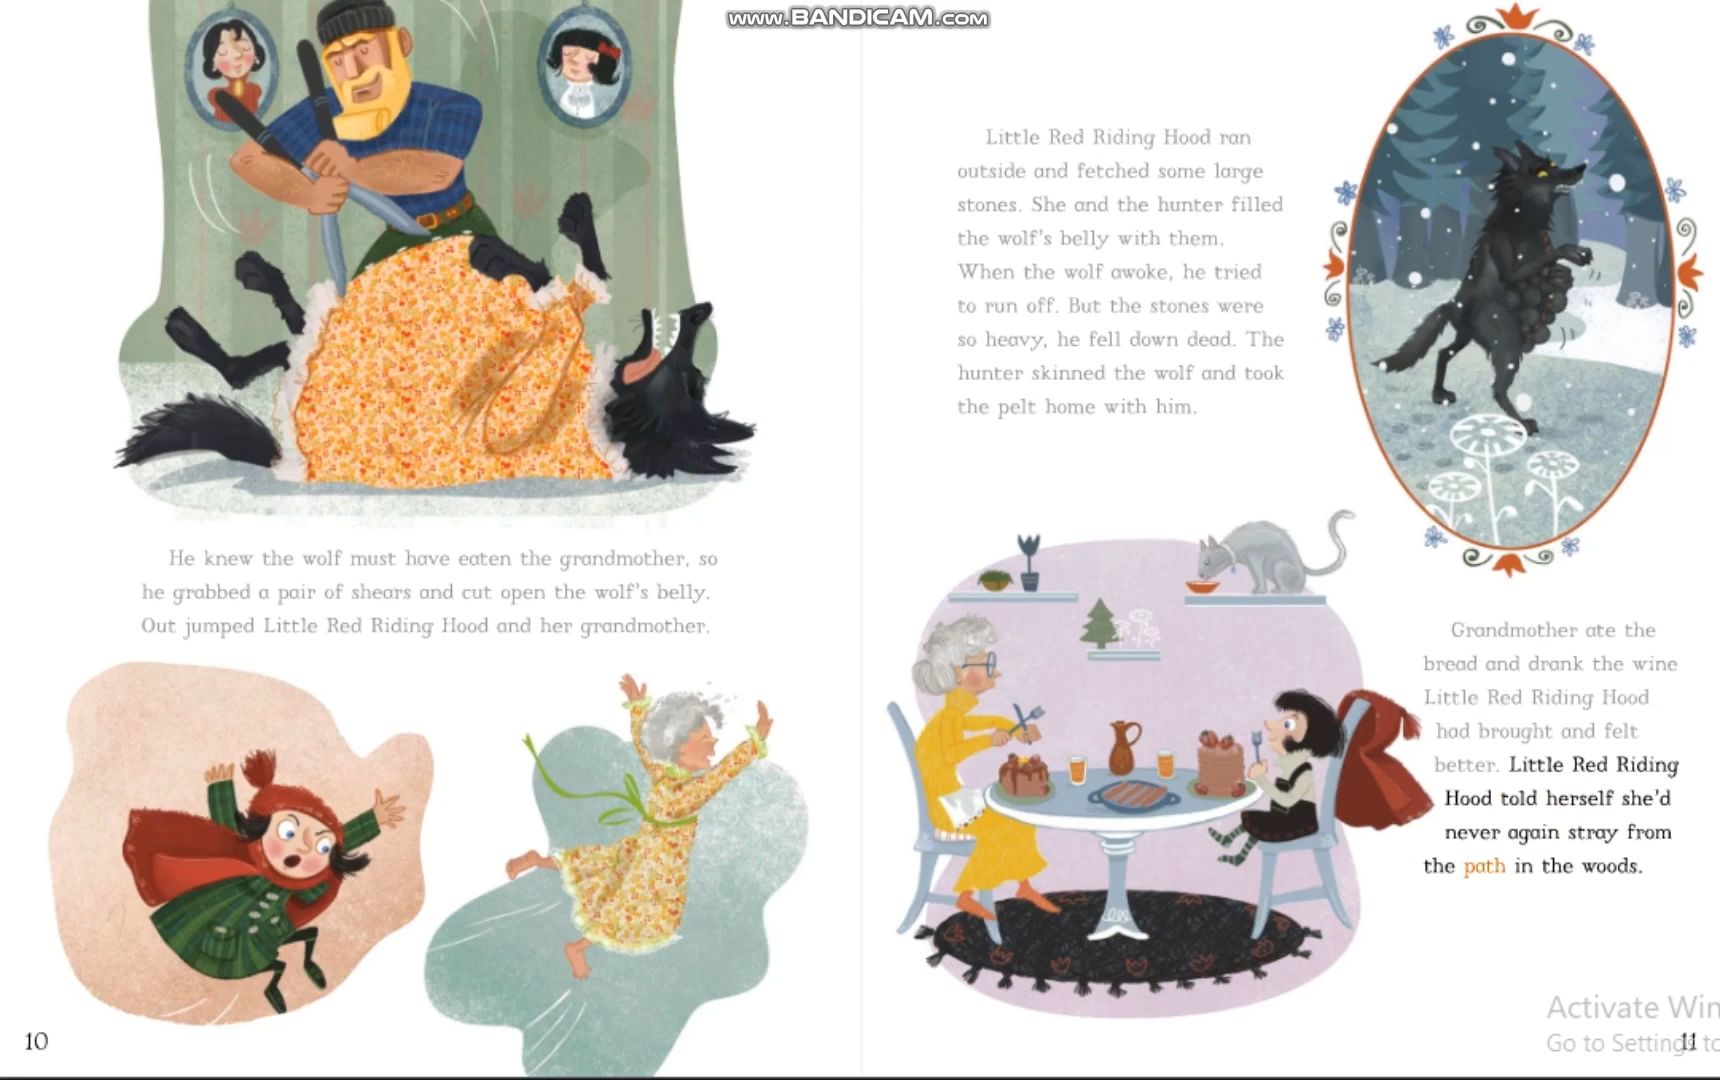 www.BANDICAM.com
He knew the wolf must have eaten the grandmother, so
he grabbed a pair of shears and cut open the wolf's belly.
Out jumped Little Red Riding Hood and her grandmother.
10
Little Red Riding Hood ran
outside and fetched some large
stones. She and the hunter filled
the wolf's belly with them.
When the wolf awoke, he tried
to run off. But the stones were
so heavy, he fell down dead. The
hunter skinned the wolf and took
the pelt home with him.
Grandmother ate the
bread and drank the wine
Little Red Riding Hood
had brought and felt
better. Little Red Riding
Hood told herself she'd
never again stray from
the path in the woods.
Activate Win
Go to Settings to
11